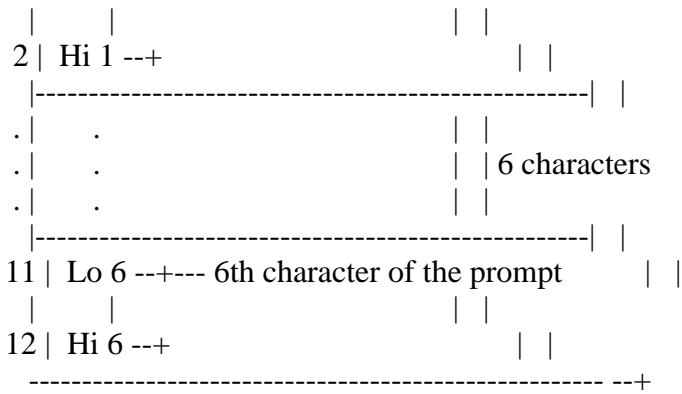 | | | |
2 | Hi 1 --+ | |
|-----------------------------------------------------| |
. | . | |
. | . | | 6 characters
. | . | |
|-----------------------------------------------------| |
11 | Lo 6 --+--- 6th character of the prompt | |
| | | |
12 | Hi 6 --+ | |
------------------------------------------------------- --+